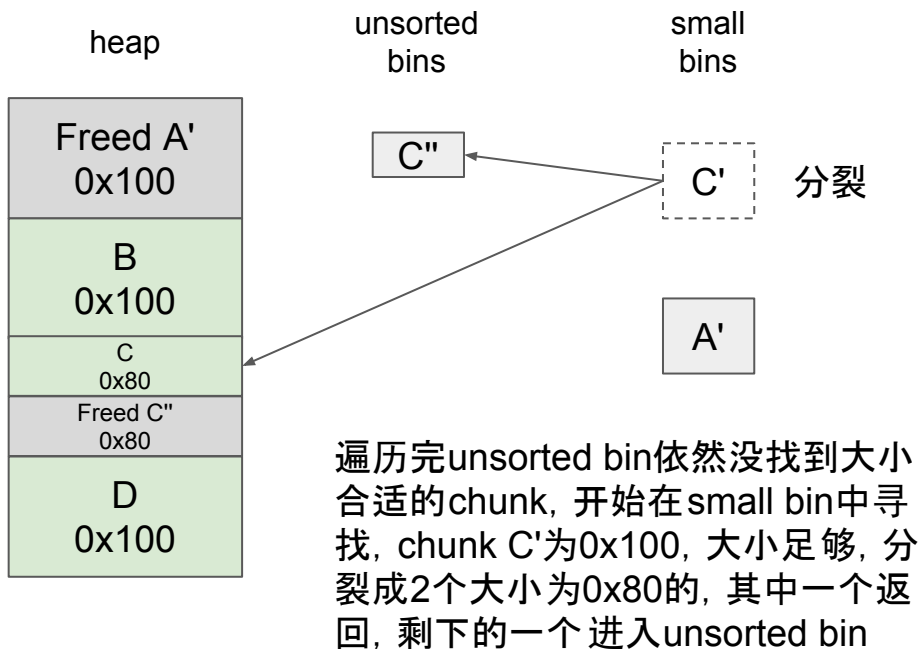 heap
unsorted
bins
small
bins
Freed A'
0x100
B
0x100
C
0x80
Freed C"
0x80
D
0x100
C"
C'
分裂
A'
遍历完unsorted bin依然没找到大小
合适的chunk, 开始在small bin中寻
找, chunk C'为0x100, 大小足够, 分
裂成2个大小为0x80的, 其中一个返
回, 剩下的一个进入unsorted bin